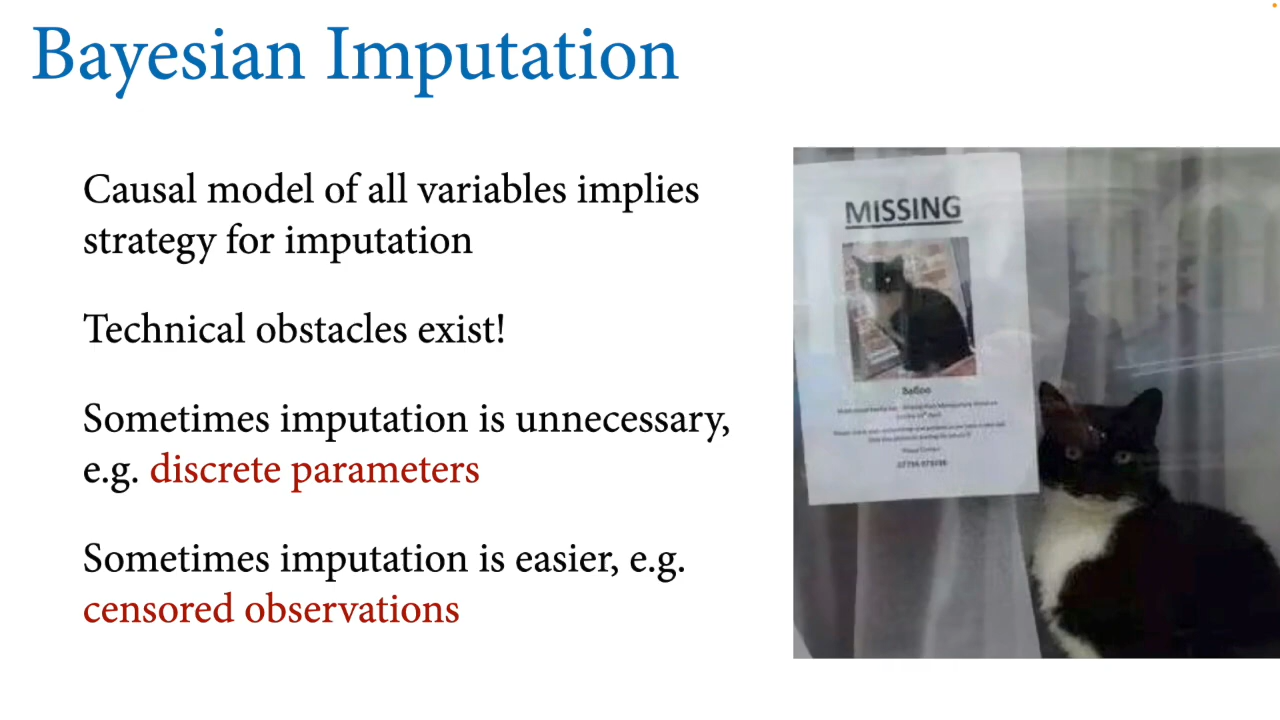 Bayesian Imputation
Causal model of all variables implies
strategy for imputation
Technical obstacles exist!
Sometimes imputation is unnecessary,
e.g. discrete parameters
Sometimes imputation is easier, e.g.
censored observations
MISSING